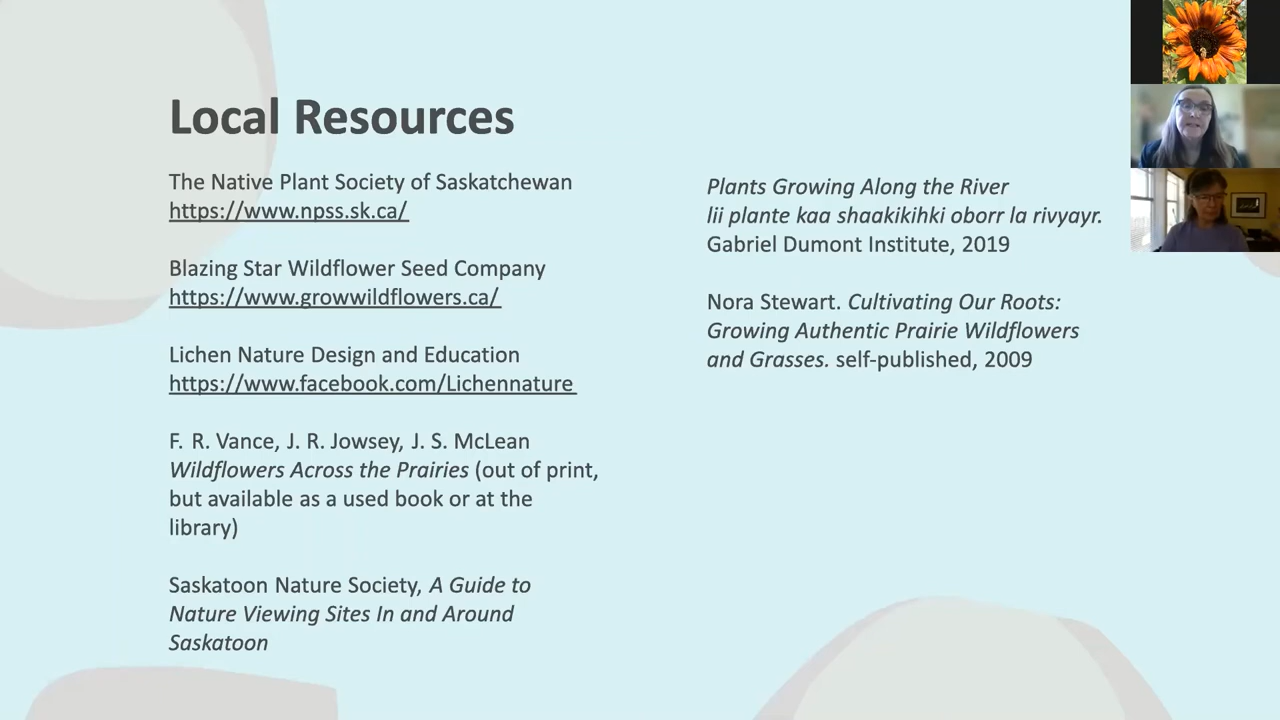 Local Resources
The Native Plant Society of Saskatchewan
https://www.npss.sk.ca/
Blazing Star Wildflower Seed Company
https://www.growwildflowers.ca/
Lichen Nature Design and Education
https://www.facebook.com/Lichennature
F. R. Vance, J. R. Jowsey, J. S. McLean
Wildflowers Across the Prairies (out of print,
but available as a used book or at the
library)
Saskatoon Nature Society, A Guide to
Nature Viewing Sites In and Around
Saskatoon
Plants Growing Along the River
lii plante kaa shaakikihki oborr la rivyayr.
Gabriel Dumont Institute, 2019
Nora Stewart. Cultivating Our Roots:
Growing Authentic Prairie Wildflowers
and Grasses. self-published, 2009